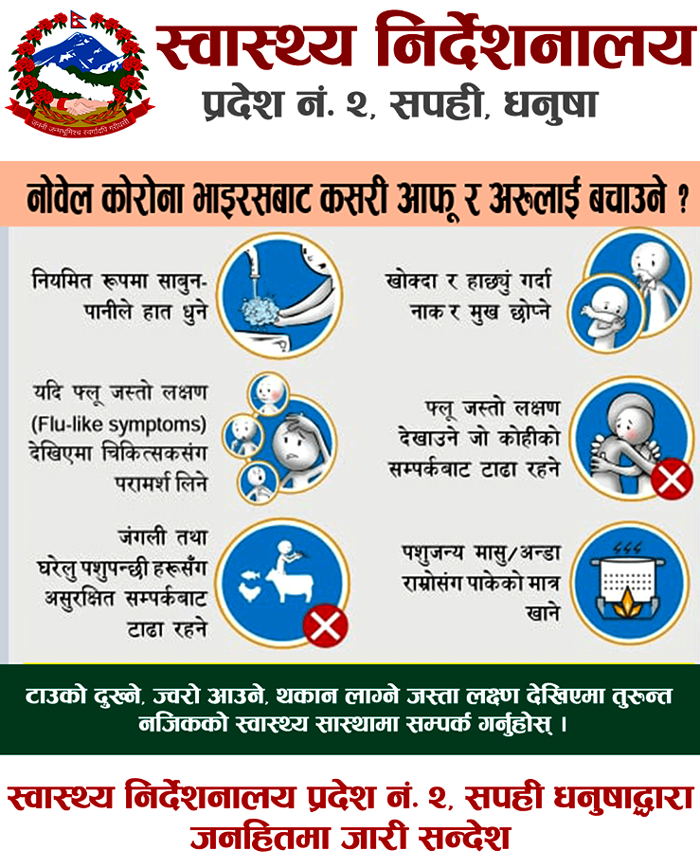 स्वास्थ्य निर्देशनालय
प्रदेश नं. २, सपही, धनुषा
जननी जन्मभूमिश्च स्वर्गादपि गरीयसी
नोवेल कोरोना भाइरसबाट कसरी आफू र अरुलाई बचाउने ?
नियमित रूपमा साबुन-
पानीले हात धुने
खोक्दा र हाछ्युं गर्दा
नाक र मुख छोप्ने
यदि फ्लू जस्तो लक्षण
(Flu-like symptoms)
देखिएमा चिकित्सकसंग
परामर्श लिने
फ्लू जस्तो लक्षण
देखाउने जो कोहीको
सम्पर्कबाट टाढा रहने
जंगली तथा
घरेलु पशुपन्छी हरूसँग
असुरक्षित सम्पर्कबाट
टाढा रहने
पशुजन्य मासु/अन्डा
राम्रोसंग पाकेको मात्र
खाने
टाउको दुख्ने, ज्वरो आउने, थकान लाग्ने जस्ता लक्ष्ण देखिएमा तुरुन्त
नजिकको स्वास्थ्य सास्थामा सम्पर्क गर्नुहोस् ।
स्वास्थ्य निर्देशनालय प्रदेश नं. २, सपही धनुषाद्धारा
जनहितमा जारी सन्देश